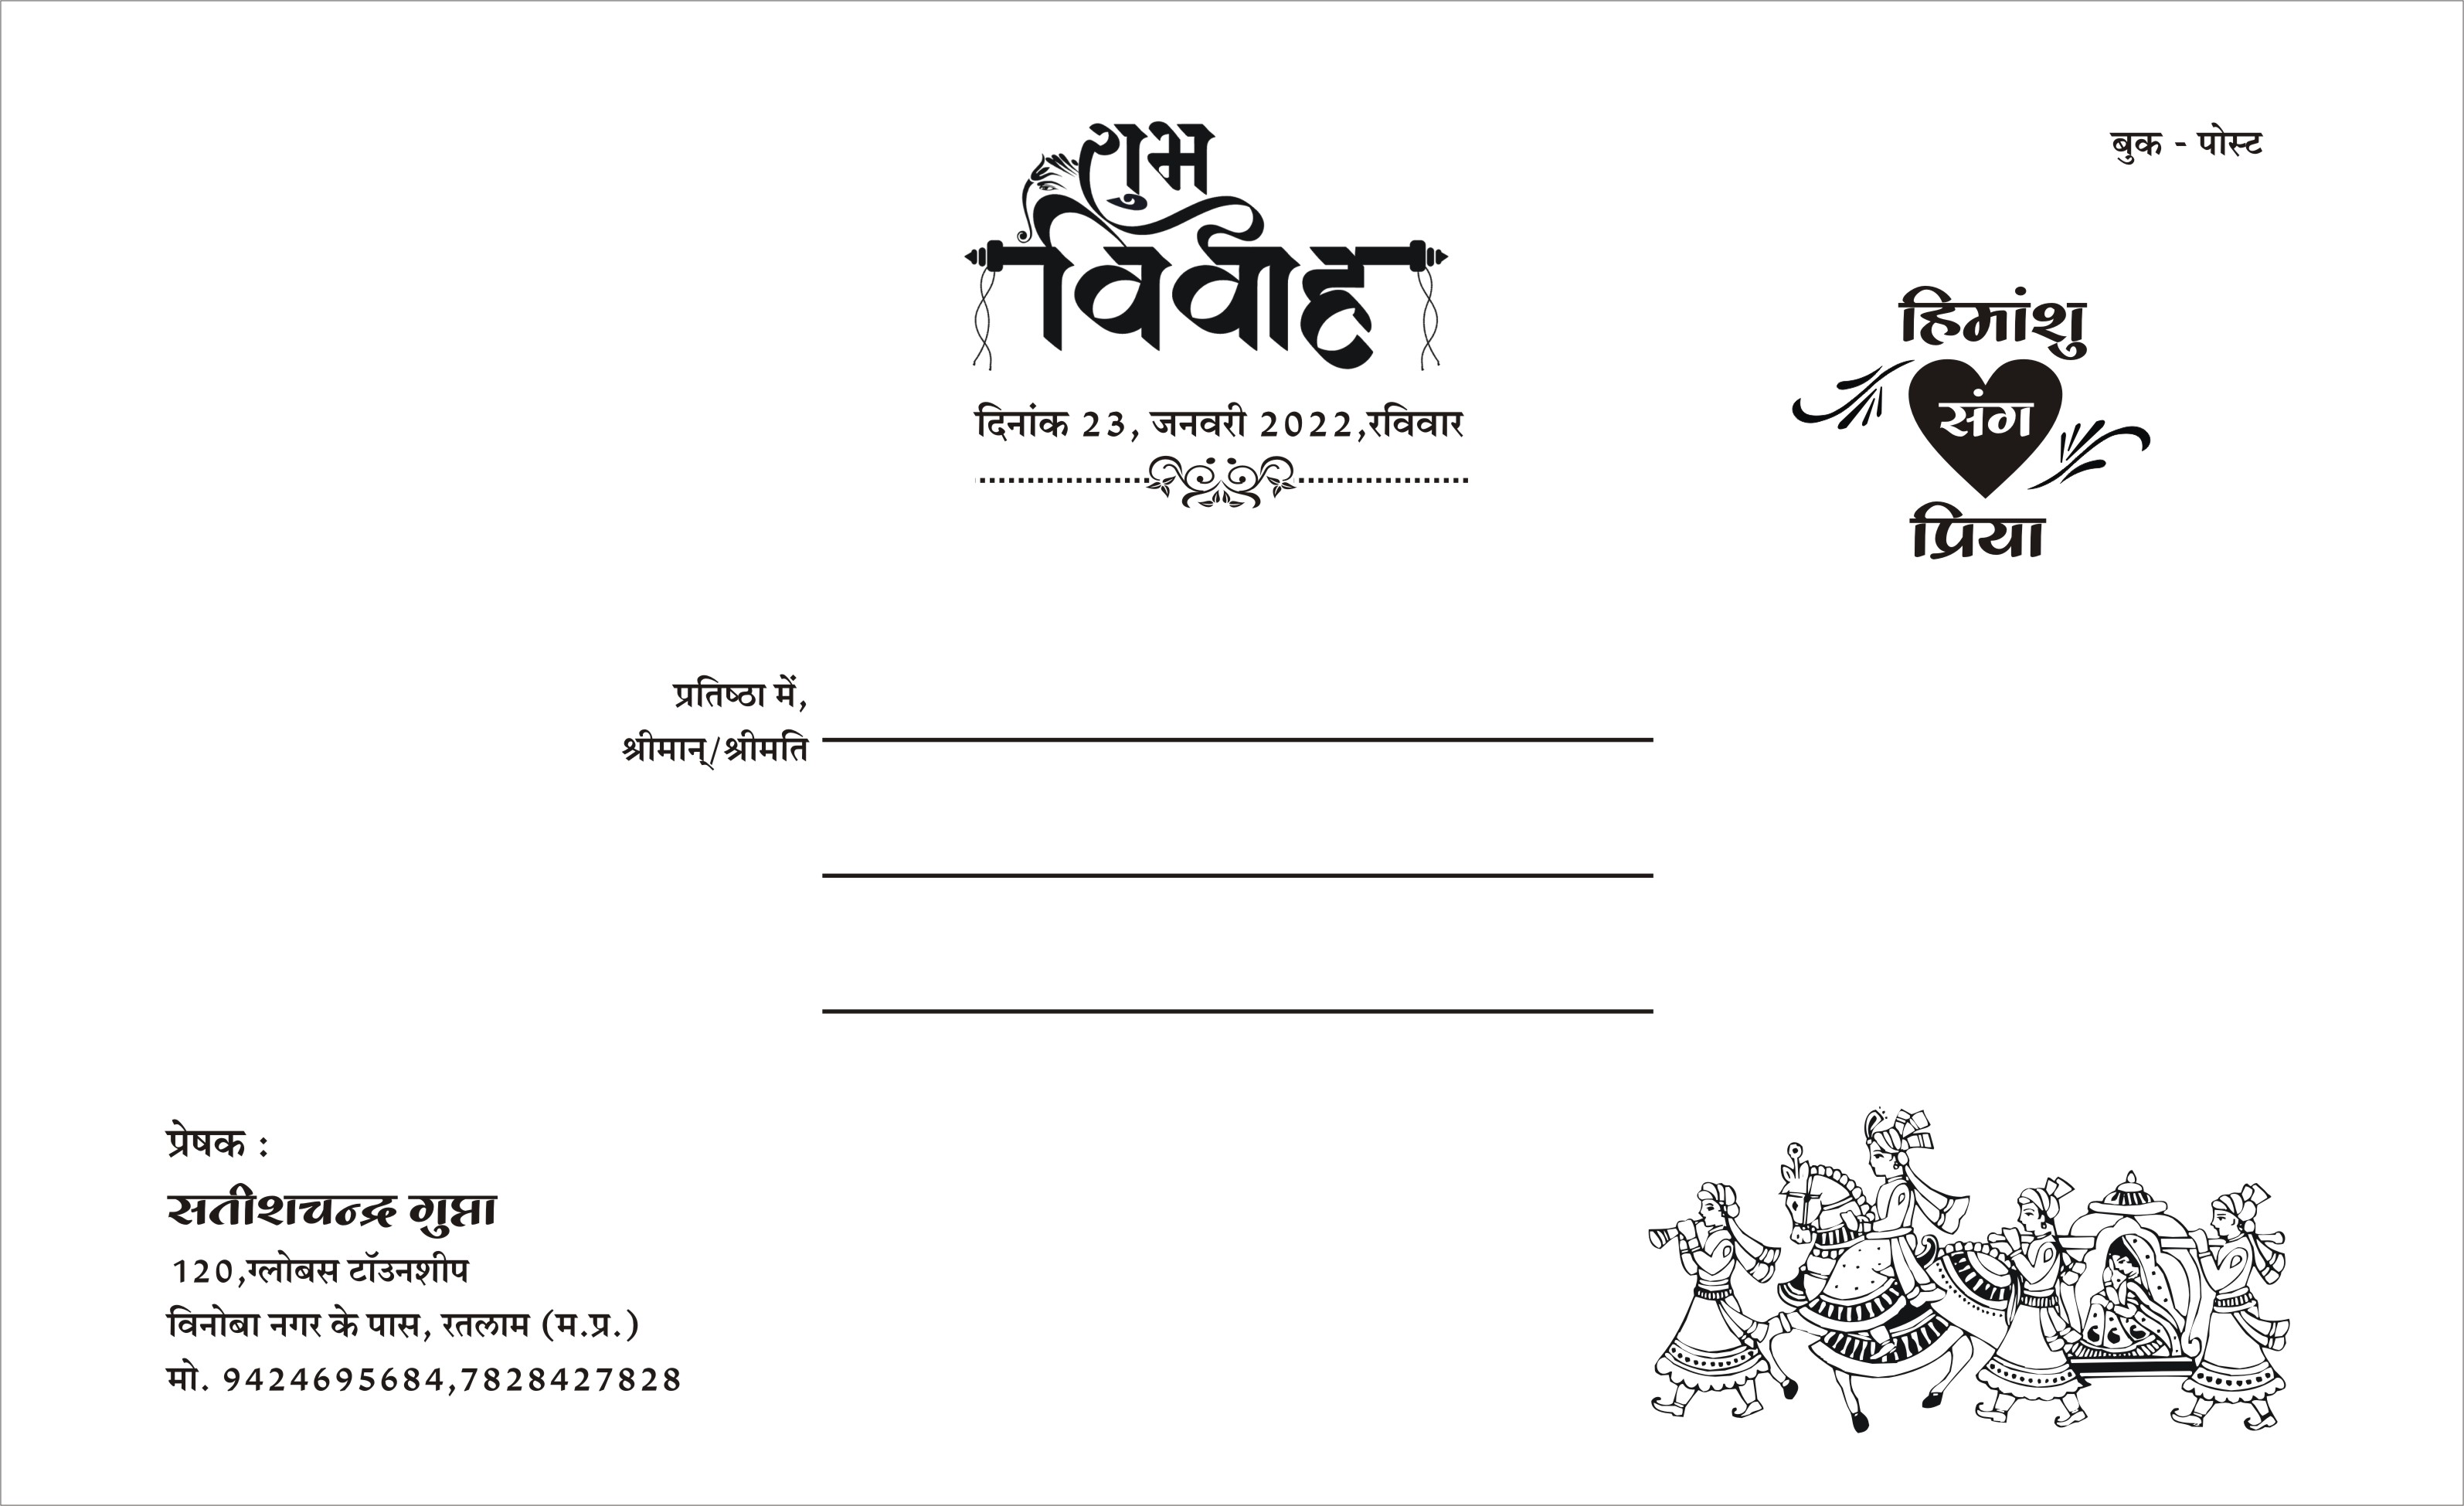 शुभ
विवाह
बुक - पोस्ट
दिनांक 23, जनवरी 2022,रविवार
हिमांशु
संग
प्रिया
प्रतिष्ठा में,
श्रीमान्/श्रीमति
प्रेषक :
सतीशचन्द्र गुप्ता
120,ग्लोबस टॉउनश्ीप
विनोबा नगर के पास, रतलाम (म.प्र.)
मो. 9424695684,7828427828